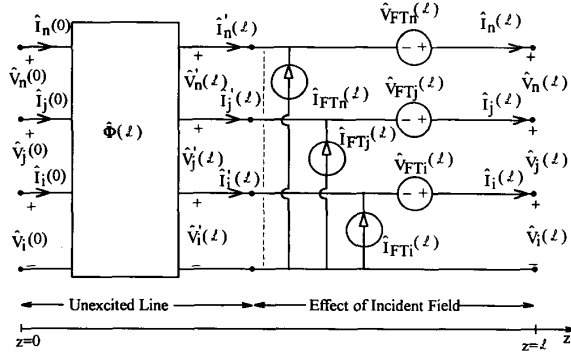 Î_n(0) Î'_n(ℓ) V̂_FTn(ℓ) Î_n(ℓ)
+ + − + +
V̂_n(0) V̂'_n(ℓ) Î_FTn(ℓ) V̂_n(ℓ)
Î_j(0) Î'_j(ℓ) V̂_FTj(ℓ) Î_j(ℓ)
+ Φ̂(ℓ) + − + +
V̂_j(0) V̂'_j(ℓ) Î_FTj(ℓ) V̂_j(ℓ)
Î_i(0) Î'_i(ℓ) V̂_FTi(ℓ) Î_i(ℓ)
+ + − + +
V̂_i(0) V̂'_i(ℓ) Î_FTi(ℓ) V̂_i(ℓ)
− − −
Unexcited Line Effect of Incident Field
z=0 z=ℓ z